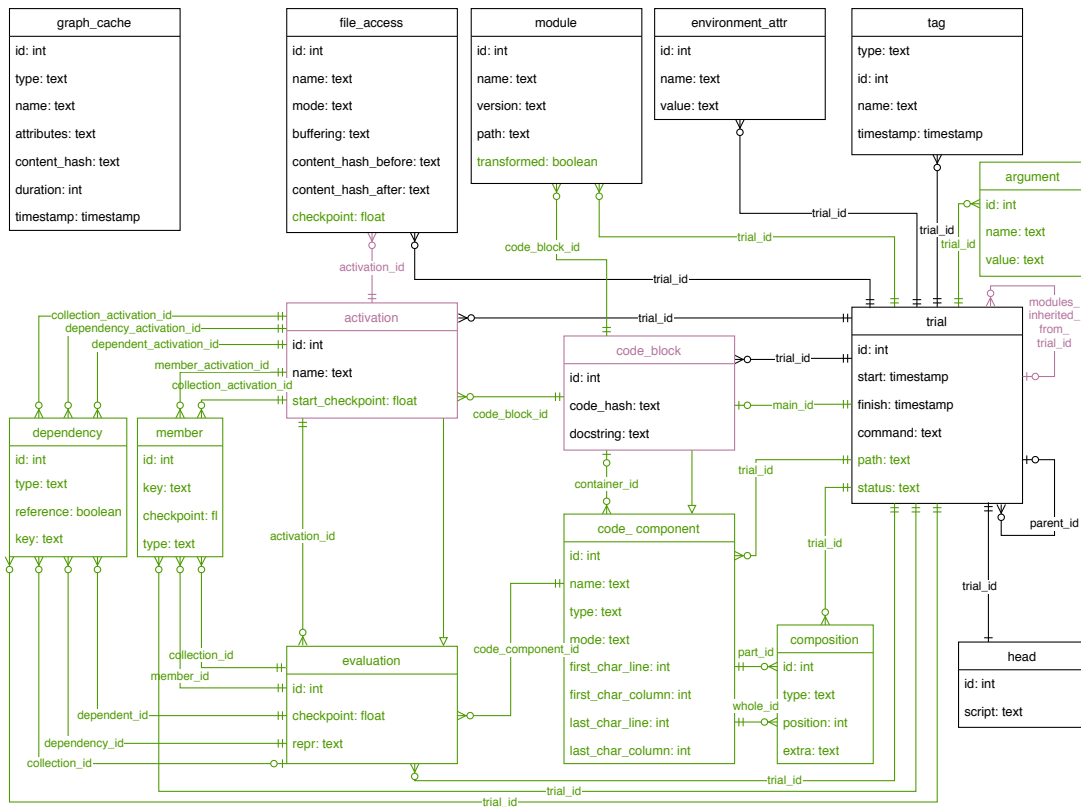 graph_cache
id: int
type: text
name: text
attributes: text
content_hash: text
duration: int
timestamp: timestamp
file_access
id: int
name: text
mode: text
buffering: text
content_hash_before: text
content_hash_after: text
checkpoint: float
module
id: int
name: text
version: text
path: text
transformed: boolean
environment_attr
id: int
name: text
value: text
tag
type: text
id: int
name: text
timestamp: timestamp
argument
id: int
name: text
value: text
trial_id
trial_id
trial_id
trial_id
code_block_id
activation_id
trial_id
collection_activation_id
dependency_activation_id
dependent_activation_id
member_activation_id
collection_activation_id
activation
id: int
name: text
start_checkpoint: float
trial_id
code_block
id: int
code_hash: text
docstring: text
trial_id
main_id
code_block_id
trial
id: int
start: timestamp
finish: timestamp
command: text
path: text
status: text
modules_
inherited_
from_
trial_id
parent_id
dependency
id: int
type: text
reference: boolean
key: text
member
id: int
key: text
checkpoint: fl
type: text
activation_id
container_id
trial_id
trial_id
trial_id
code_ component
id: int
name: text
type: text
mode: text
first_char_line: int
first_char_column: int
last_char_line: int
last_char_column: int
code_component_id
part_id
whole_id
composition
id: int
type: text
position: int
extra: text
head
id: int
script: text
evaluation
id: int
checkpoint: float
repr: text
collection_id
member_id
dependent_id
dependency_id
collection_id
trial_id
trial_id
trial_id